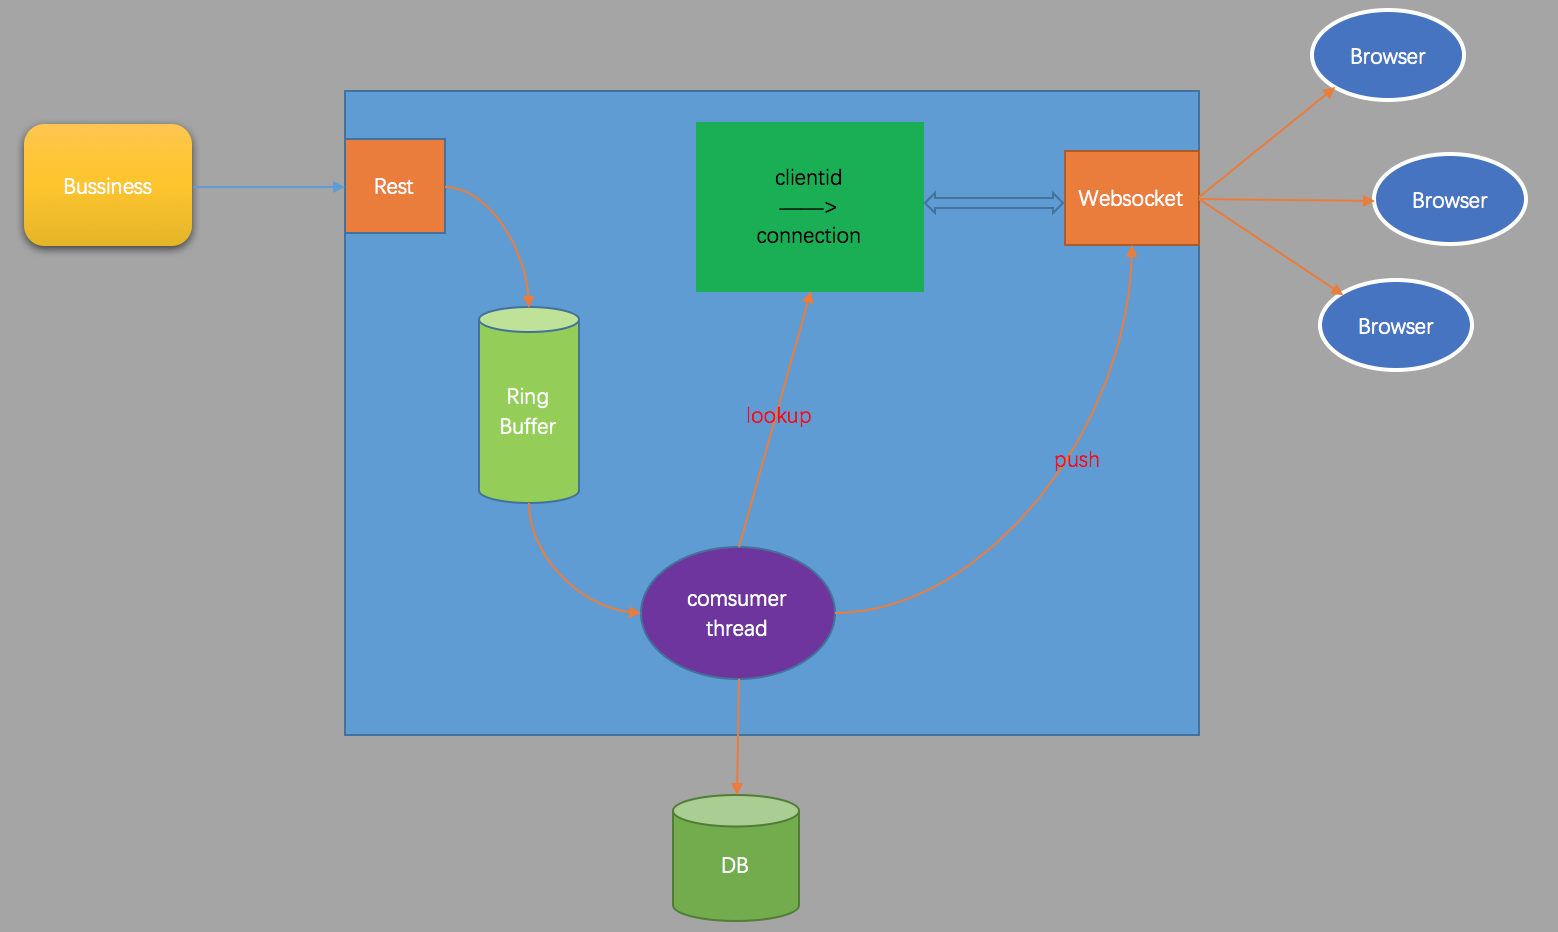 Browser
Bussiness
Rest
clientid
——>
connection
Websocket
Browser
Browser
Ring
Buffer
lookup
push
comsumer
thread
DB